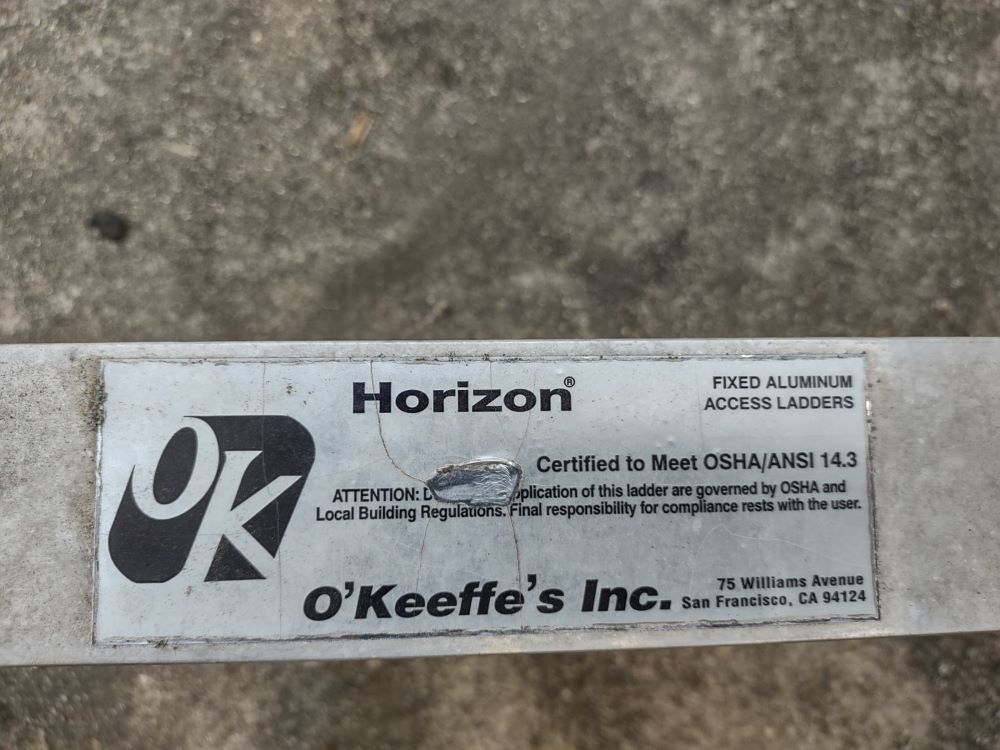 Horizon®
FIXED ALUMINUM
ACCESS LADDERS
OK
Certified to Meet OSHA/ANSI 14.3
ATTENTION: of this ladder are governed by OSHA and
Local Building Regulations. Final responsibility for compliance rests with the user.
O'Keeffe's Inc.
75 Williams Avenue
San Francisco, CA 94124